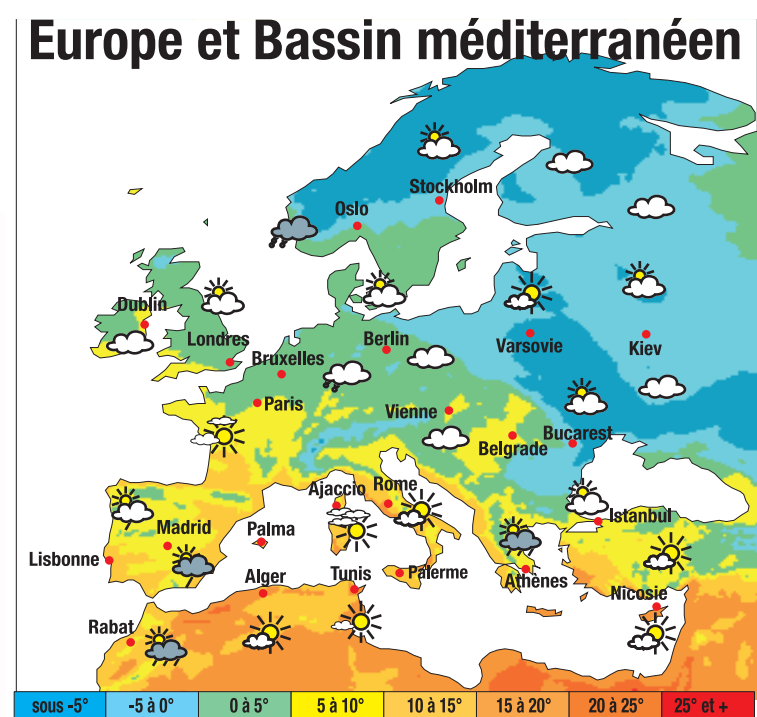 Europe et Bassin méditerranéen
Stockholm
Oslo
Dublin
Londres
Berlin
Varsovie
Kiev
Bruxelles
Paris
Vienne
Belgrade
Bucarest
Ajaccio
Rome
Istanbul
Madrid
Palma
Lisbonne
Alger
Tunis
Palerme
Athènes
Nicosie
Rabat
sous -5° -5 à 0° 0 à 5° 5 à 10° 10 à 15° 15 à 20° 20 à 25° 25° et +